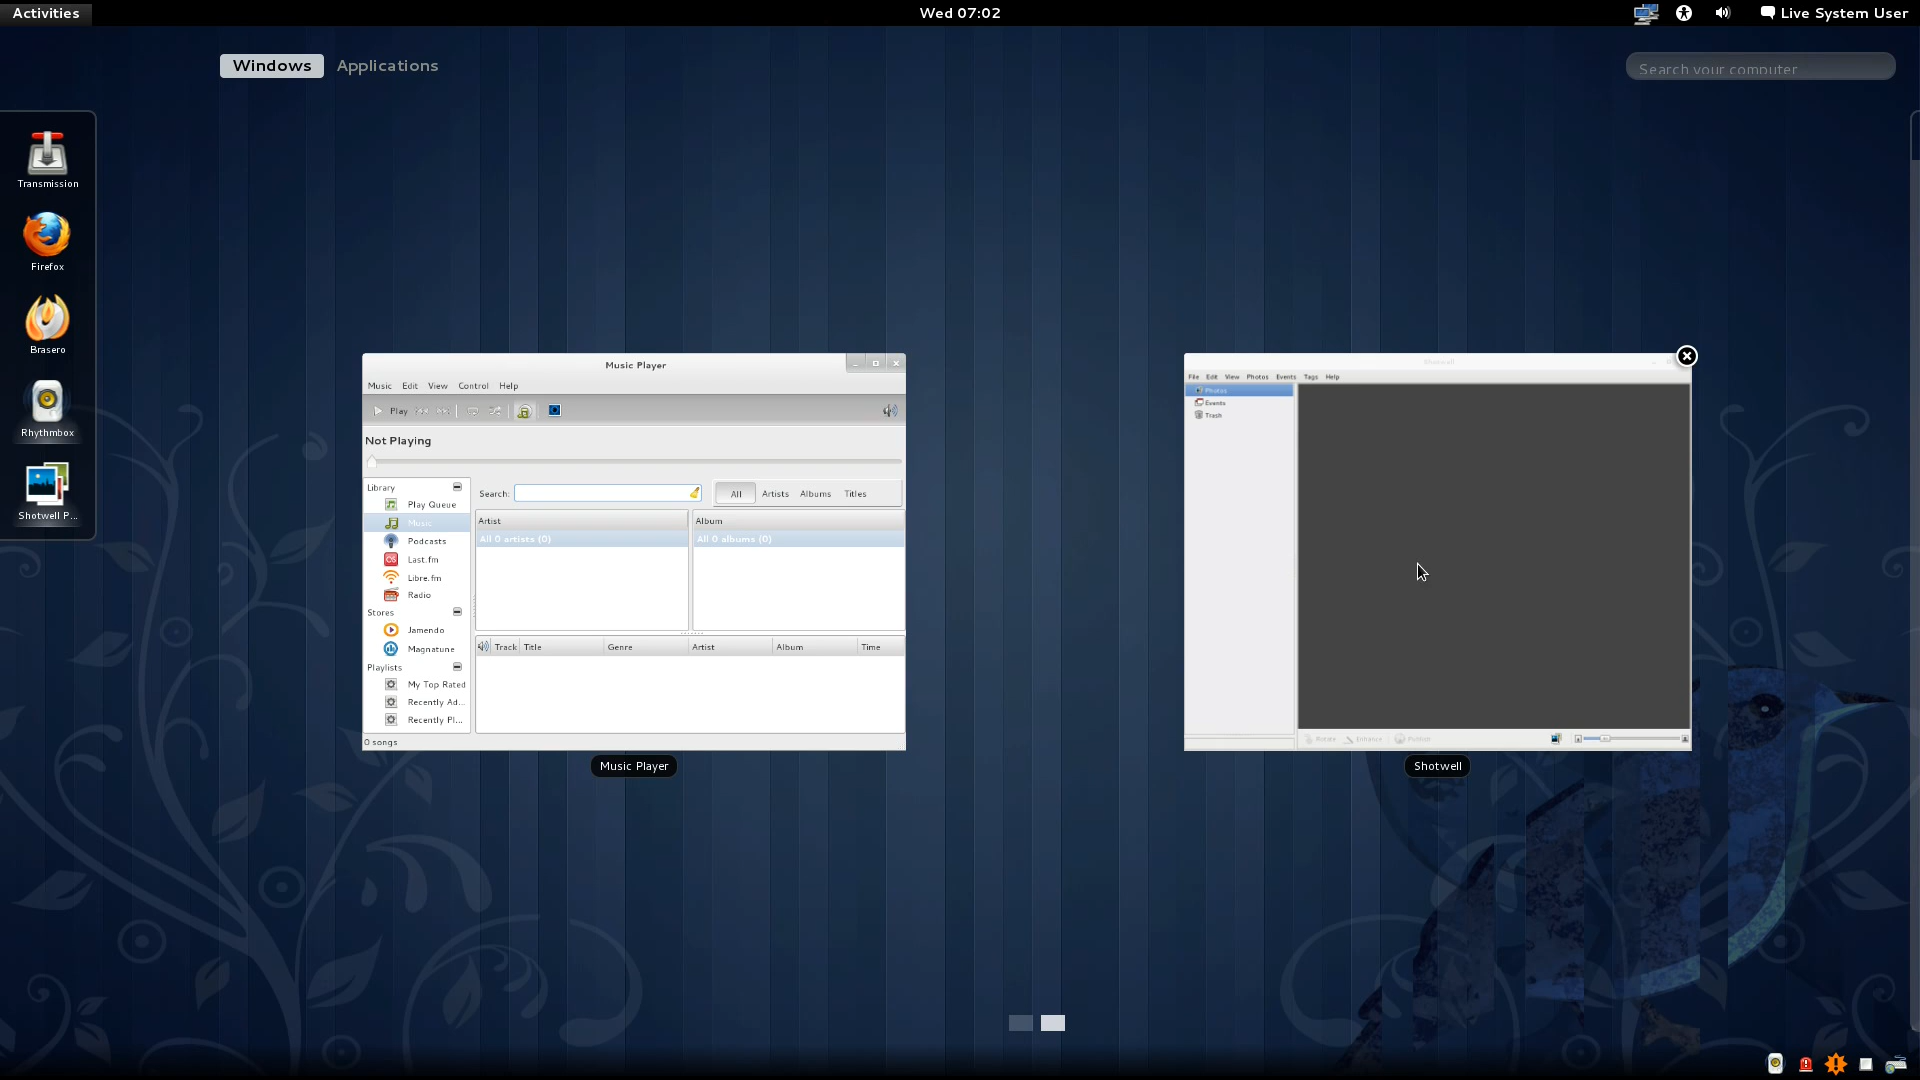 Activities
Wed 07:02
Live System User
Windows
Applications
Search your computer
Transmission
Firefox
Brasero
Rhythmbox
Shotwell P...
Music Player
Music Edit View Control Help
Play
Not Playing
Library
Play Queue
Music
Podcasts
Last.fm
Libre.fm
Radio
Stores
Jamendo
Magnatune
Playlists
My Top Rated
Recently Ad...
Recently Pl...
Search:
All Artists Albums Titles
Artist
Album
All 0 artists (0)
All 0 albums (0)
Track Title Genre Artist Album Time
0 songs
Music Player
Shotwell
File Edit View Photos Events Tags Help
Photos
Events
Trash
Rotate Enhance Publish
Shotwell